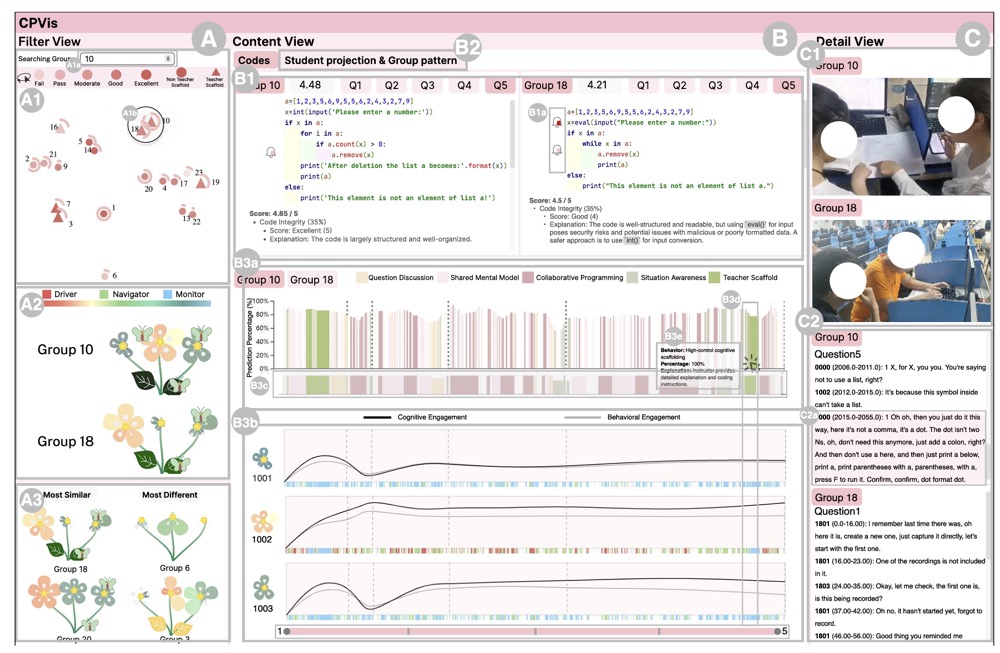 CPVis
Filter View
A
Searching Group
10
A1a
Fail
Pass
Moderate
Good
Excellent
Non Teacher Scaffold
Teacher Scaffold
A1
A1b
10
18
16
5
14
21
2
9
20
4
17
23
19
7
3
1
13
22
6
A2
Driver
Navigator
Monitor
Group 10
Group 18
A3
Most Similar
Most Different
Group 18
Group 6
Group 20
Group 3
Content View
B
B2
Codes
Student projection & Group pattern
B1
up 10
4.48
Q1
Q2
Q3
Q4
Q5
a=[1,2,3,5,6,9,5,5,6,2,4,3,2,7,9]
x=int(input('Please enter a number:'))
if x in a:
for i in a:
if a.count(x) > 0:
a.remove(x)
print('After deletion the list a becomes:'.format(x))
print(a)
else:
print('This element is not an element of list a!')
Score: 4.85 / 5
• Code Integrity (35%)
• Score: Excellent (5)
• Explanation: The code is largely structured and well-organized.
Group 18
4.21
Q1
Q2
Q3
Q4
Q5
B1a
a=[1,2,3,5,6,9,5,5,6,2,4,3,2,7,9]
x=eval(input("Please enter a number:"))
if x in a:
while x in a:
a.remove(x)
print(a)
else:
print("This element is not an element of list a.")
Score: 4.5 / 5
• Code Integrity (35%)
• Score: Good (4)
• Explanation: The code is well-structured and readable, but using `eval()` for input
poses security risks and potential issues with malicious or poorly formatted data. A
safer approach is to use `int()` for input conversion.
B3a
Group 10
Group 18
Question Discussion
Shared Mental Model
Collaborative Programming
Situation Awareness
Teacher Scaffold
Prediction Percentage (%)
100%
80%
60%
40%
20%
0%
B3d
B3e
Behavior: High-control cognitive
scaffolding
Percentage: 100%
Explanation: Instructor provides
detailed explanation and coding
instructions.
B3c
B3b
Cognitive Engagement
Behavioral Engagement
1001
1002
1003
1
5
Detail View
C
C1
Group 10
Group 18
C2
Group 10
Question5
0000 (2006.0-2011.0): 1 X, for X, you you. You're saying
not to use a list, right?
1002 (2012.0-2015.0): It's because this symbol inside
can't take a list.
000 (2015.0-2055.0): 1 Oh oh, then you just do it this
way, here it's not a comma, it's a dot. The dot isn't two
Ns, oh, don't need this anymore, just add a colon, right?
And then don't use a here, and then just print a below,
print a, print parentheses with a, parentheses, with a,
press F to run it. Confirm, confirm, dot format dot.
Group 18
Question1
1801 (0.0-16.00): I remember last time there was, oh
here it is, create a new one, just capture it directly, let's
start with the first one.
1801 (16.00-23.00): One of the recordings is not included
in it.
1803 (24.00-35.00): Okay, let me check, the first one is,
is this being recorded?
1801 (37.00-42.00): Oh no, it hasn't started yet, forgot to
record.
1801 (46.00-56.00): Good thing you reminded me